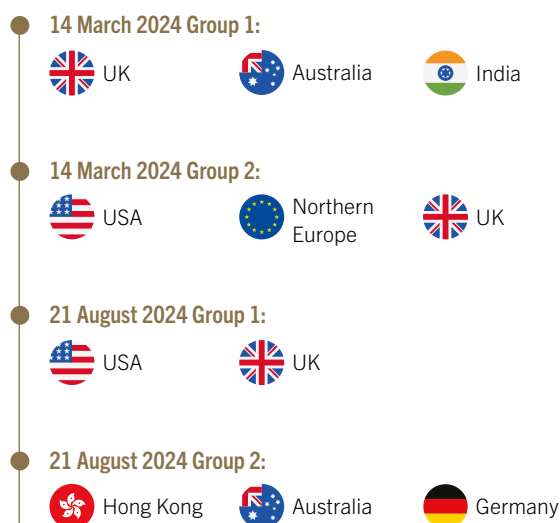 14 March 2024 Group 1:
UK
Australia
India
14 March 2024 Group 2:
USA
Northern
Europe
UK
21 August 2024 Group 1:
USA
UK
21 August 2024 Group 2:
Hong Kong
Australia
Germany